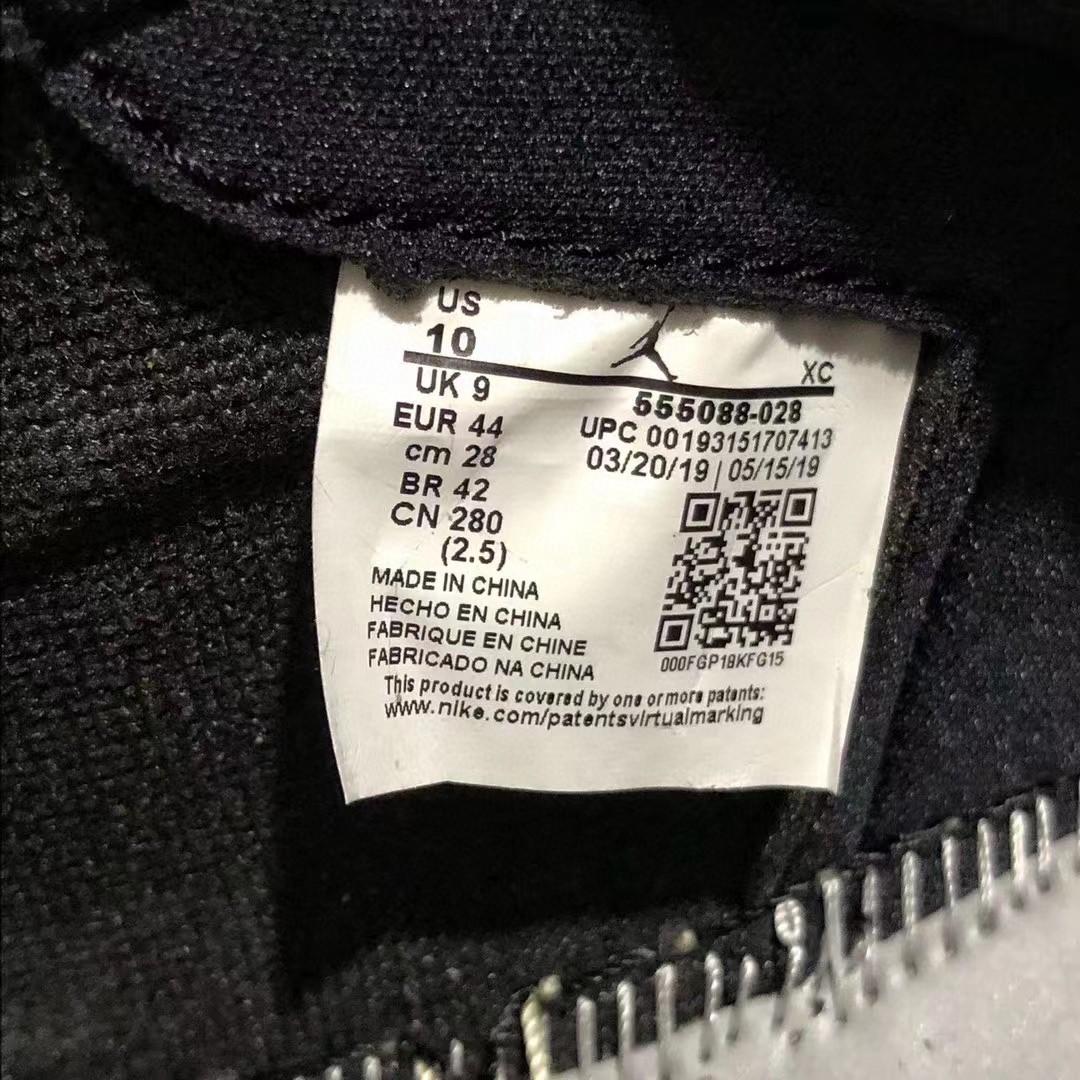 US
10
XC
UK 9
EUR 44
cm 28
BR 42
CN 280
(2.5)
555088-028
UPC 00193151707413
03/20/19 | 05/15/19
000FGP18KFG15
MADE IN CHINA
HECHO EN CHINA
FABRIQUE EN CHINE
FABRICADO NA CHINA
This product is covered by one or more patents:
www.nike.com/patentsvirtualmarking